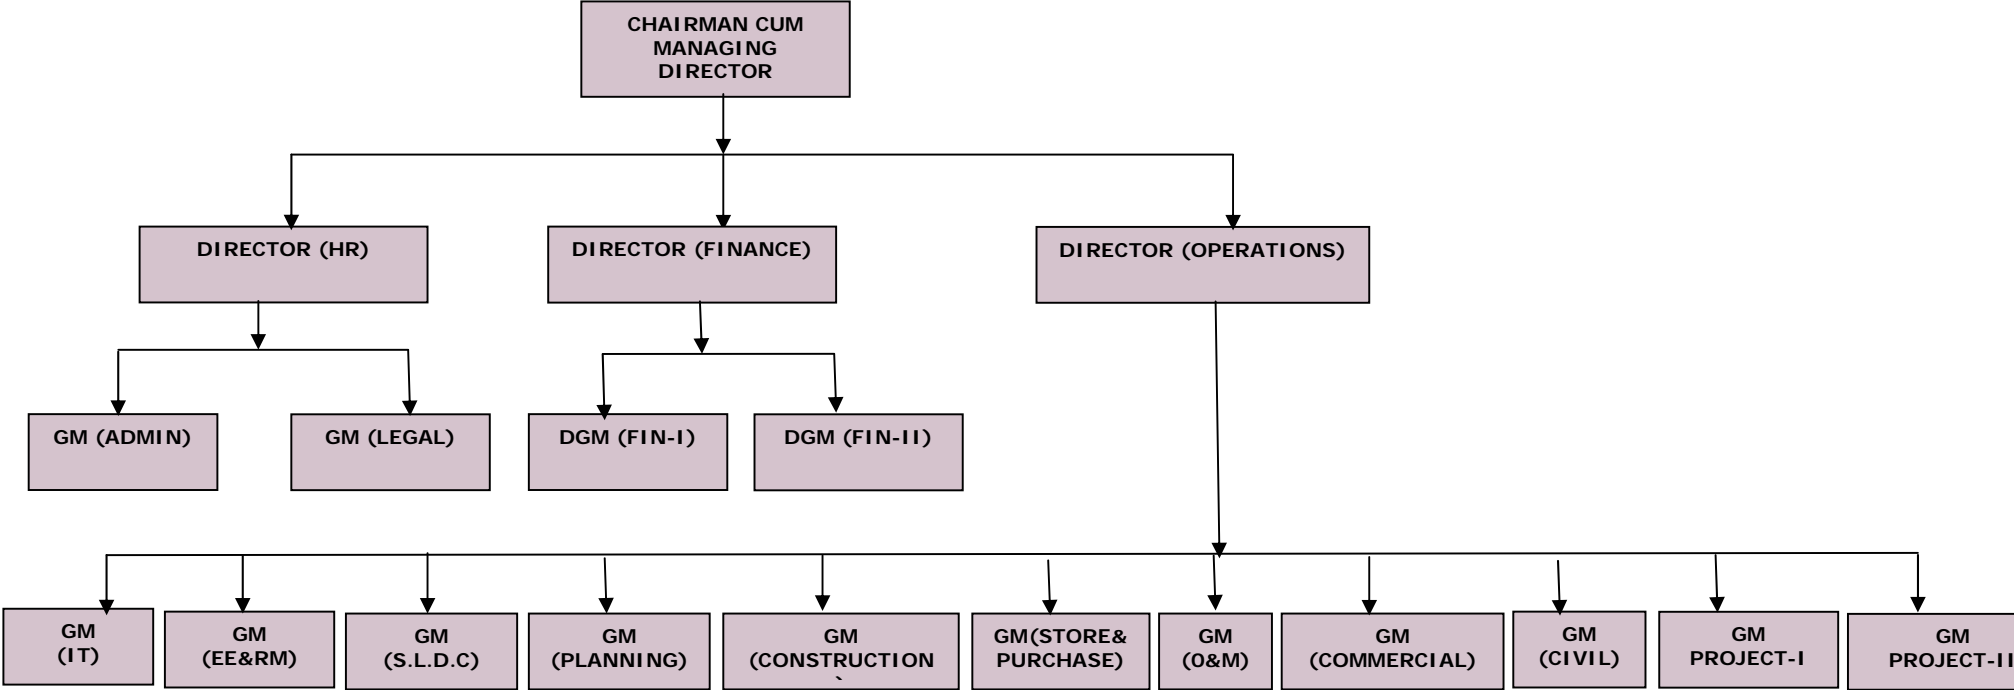 CHAIRMAN CUM
MANAGING
DIRECTOR
DIRECTOR (HR)
DIRECTOR (FINANCE)
DIRECTOR (OPERATIONS)
GM (ADMIN)
GM (LEGAL)
DGM (FIN-I)
DGM (FIN-II)
GM
(IT)
GM
(EE&RM)
GM
(S.L.D.C)
GM
(PLANNING)
GM
(CONSTRUCTION
)
GM(STORE&
PURCHASE)
GM
(0&M)
GM
(COMMERCIAL)
GM
(CIVIL)
GM
PROJECT-I
GM
PROJECT-II